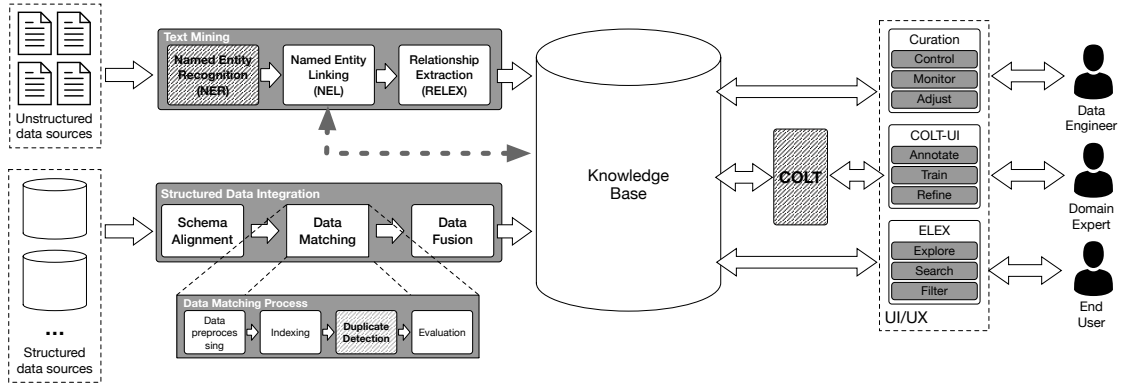 Unstructured
data sources
Text Mining
Named Entity
Recognition
(NER)
Named Entity
Linking
(NEL)
Relationship
Extraction
(RELEX)
Structured
data sources
...
Structured Data Integration
Schema
Alignment
Data
Matching
Data
Fusion
Data Matching Process
Data
preproces
sing
Indexing
Duplicate
Detection
Evaluation
Knowledge
Base
COLT
Curation
Control
Monitor
Adjust
COLT-UI
Annotate
Train
Refine
ELEX
Explore
Search
Filter
UI/UX
Data
Engineer
Domain
Expert
End
User